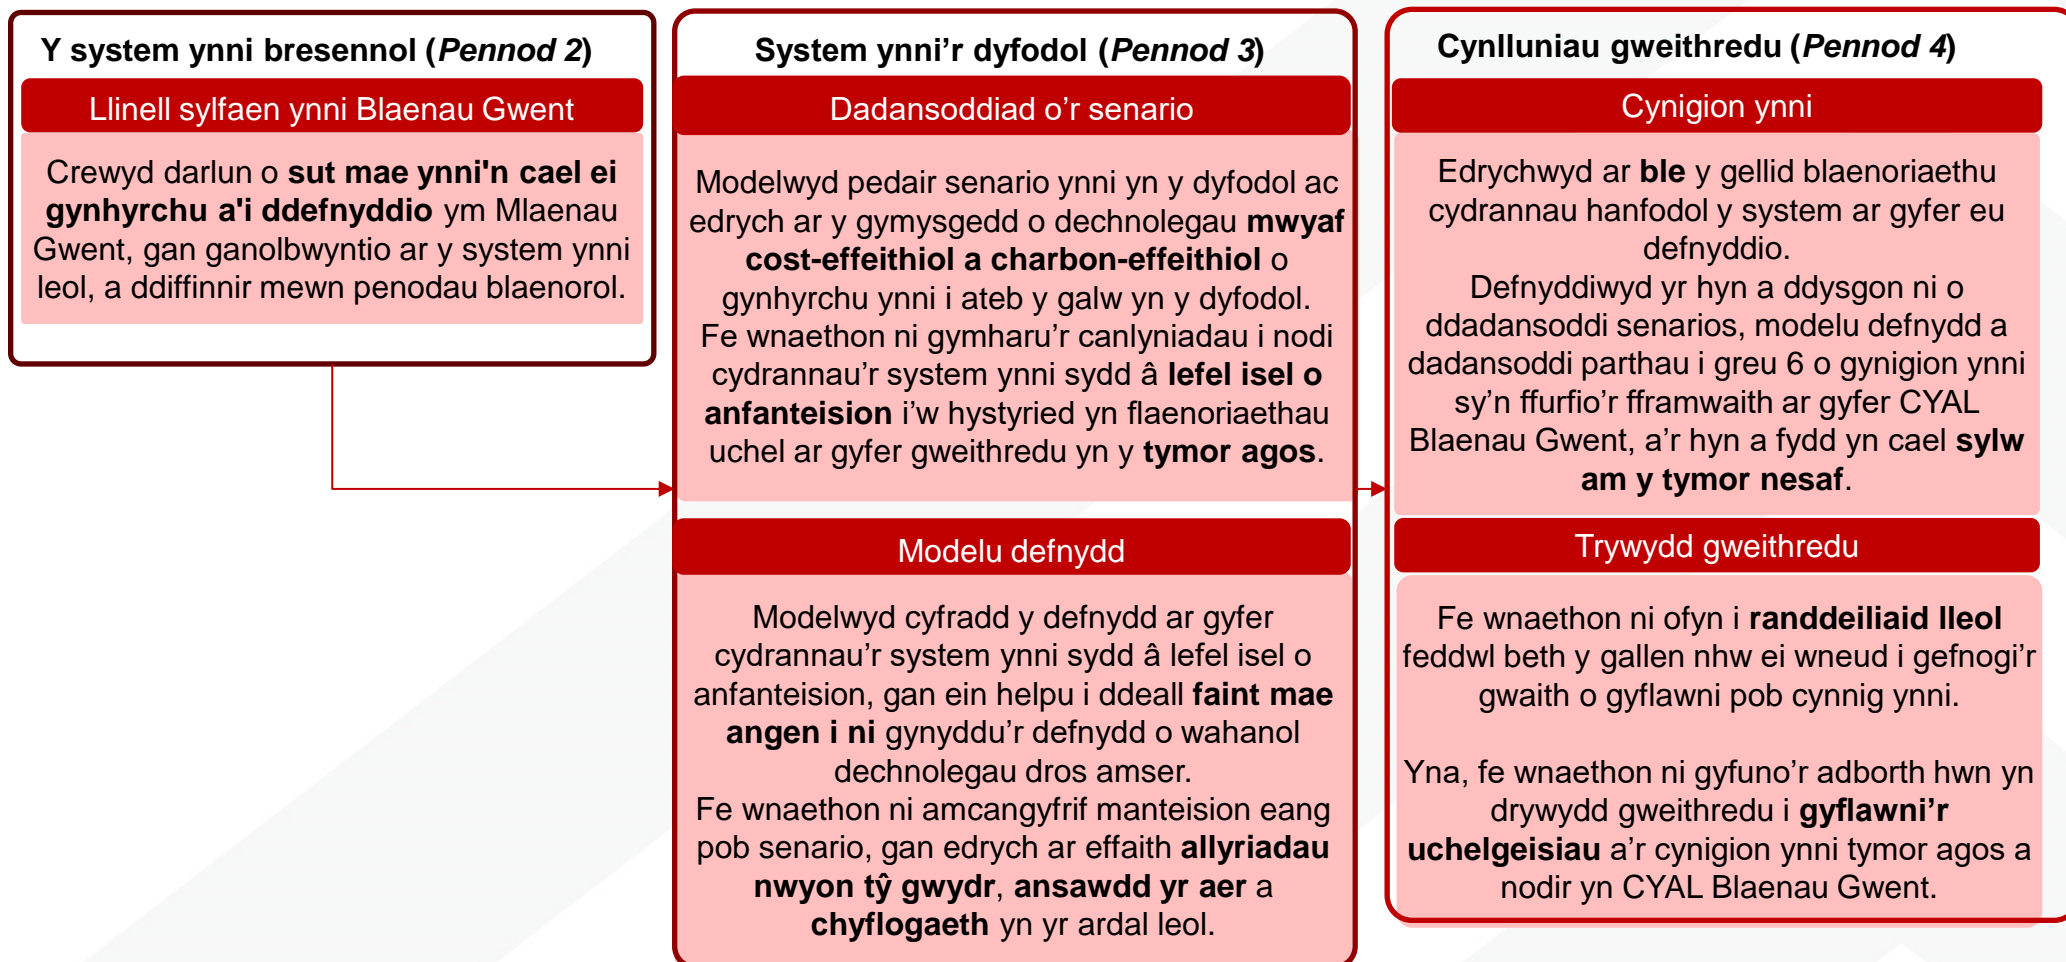 Y system ynni bresennol (Pennod 2)
Llinell sylfaen ynni Blaenau Gwent
Crewyd darlun o sut mae ynni'n cael ei
gynhyrchu a'i ddefnyddio ym Mlaenau
Gwent, gan ganolbwyntio ar y system ynni
leol, a ddiffinnir mewn penodau blaenorol.
System ynni’r dyfodol (Pennod 3)
Dadansoddiad o’r senario
Modelwyd pedair senario ynni yn y dyfodol ac
edrych ar y gymysgedd o dechnolegau mwyaf
cost-effeithiol a charbon-effeithiol o
gynhyrchu ynni i ateb y galw yn y dyfodol.
Fe wnaethon ni gymharu’r canlyniadau i nodi
cydrannau’r system ynni sydd â lefel isel o
anfanteision i’w hystyried yn flaenoriaethau
uchel ar gyfer gweithredu yn y tymor agos.
Modelu defnydd
Modelwyd cyfradd y defnydd ar gyfer
cydrannau’r system ynni sydd â lefel isel o
anfanteision, gan ein helpu i ddeall faint mae
angen i ni gynyddu’r defnydd o wahanol
dechnolegau dros amser.
Fe wnaethon ni amcangyfrif manteision eang
pob senario, gan edrych ar effaith allyriadau
nwyon tŷ gwydr, ansawdd yr aer a
chyflogaeth yn yr ardal leol.
Cynlluniau gweithredu (Pennod 4)
Cynigion ynni
Edrychwyd ar ble y gellid blaenoriaethu
cydrannau hanfodol y system ar gyfer eu
defnyddio.
Defnyddiwyd yr hyn a ddysgon ni o
ddadansoddi senarios, modelu defnydd a
dadansoddi parthau i greu 6 o gynigion ynni
sy’n ffurfio’r fframwaith ar gyfer CYAL
Blaenau Gwent, a’r hyn a fydd yn cael sylw
am y tymor nesaf.
Trywydd gweithredu
Fe wnaethon ni ofyn i randdeiliaid lleol
feddwl beth y gallen nhw ei wneud i gefnogi’r
gwaith o gyflawni pob cynnig ynni.
Yna, fe wnaethon ni gyfuno’r adborth hwn yn
drywydd gweithredu i gyflawni’r
uchelgeisiau a’r cynigion ynni tymor agos a
nodir yn CYAL Blaenau Gwent.